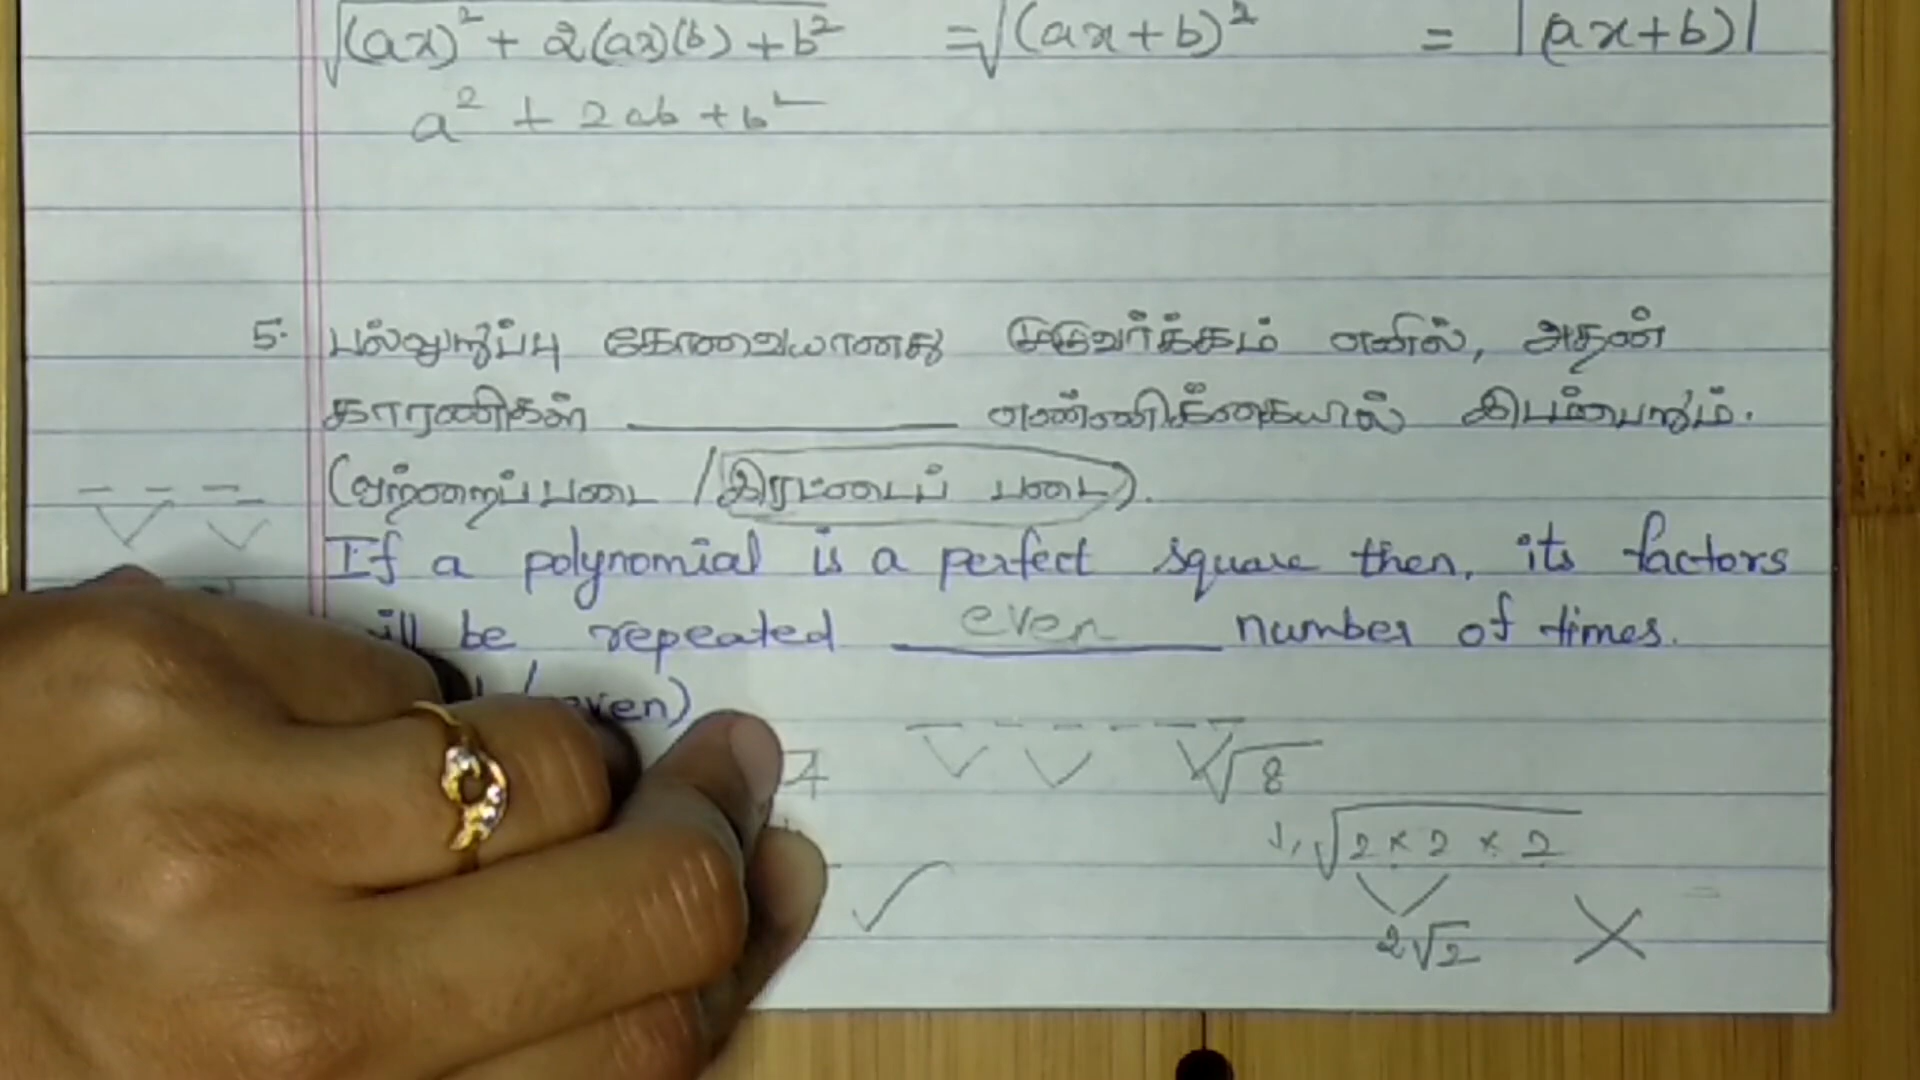 √(ax)² + 2(ax)(b) + b² = √(ax+b)² = |(ax+b)|
a² + 2ab + b²
5. பல்லுறுப்பு கோவையானது முழுவர்க்கம் எனில், அதன்
காரணிகள் ________ எண்ணிக்கையில் இடம்பெறும்.
(ஒற்றைப் படை / இரட்டைப் படை).
If a polynomial is a perfect square then, its factors
will be repeated even number of times.
even)
√8
√2 × 2 × 2
2√2